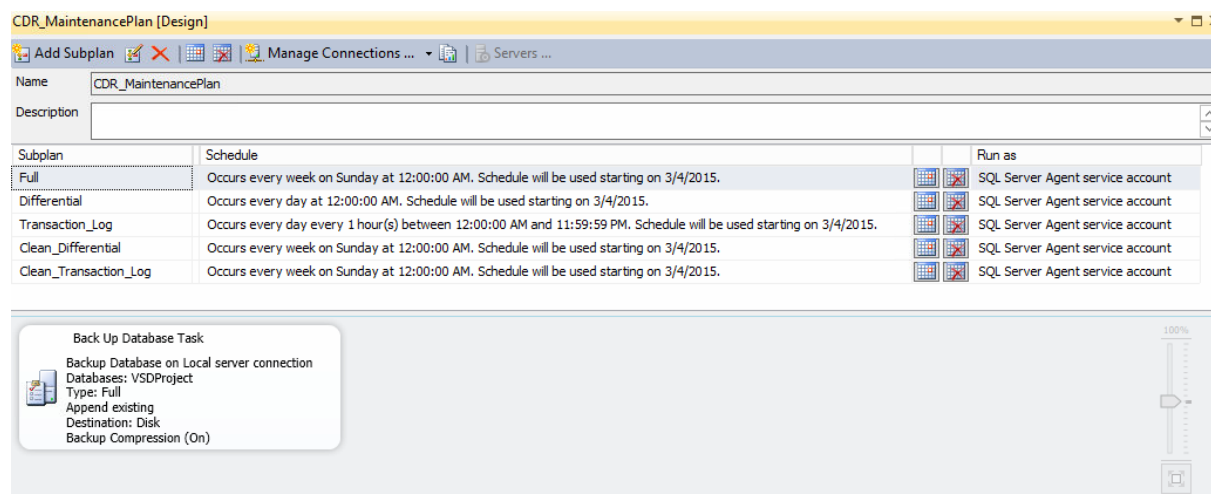 CDR_MaintenancePlan [Design]
Add Subplan Manage Connections ... Servers ...
Name CDR_MaintenancePlan
Description
Subplan Schedule Run as
Full Occurs every week on Sunday at 12:00:00 AM. Schedule will be used starting on 3/4/2015. SQL Server Agent service account
Differential Occurs every day at 12:00:00 AM. Schedule will be used starting on 3/4/2015. SQL Server Agent service account
Transaction_Log Occurs every day every 1 hour(s) between 12:00:00 AM and 11:59:59 PM. Schedule will be used starting on 3/4/2015. SQL Server Agent service account
Clean_Differential Occurs every week on Sunday at 12:00:00 AM. Schedule will be used starting on 3/4/2015. SQL Server Agent service account
Clean_Transaction_Log Occurs every week on Sunday at 12:00:00 AM. Schedule will be used starting on 3/4/2015. SQL Server Agent service account
100%
Back Up Database Task
Backup Database on Local server connection
Databases: VSDProject
Type: Full
Append existing
Destination: Disk
Backup Compression (On)